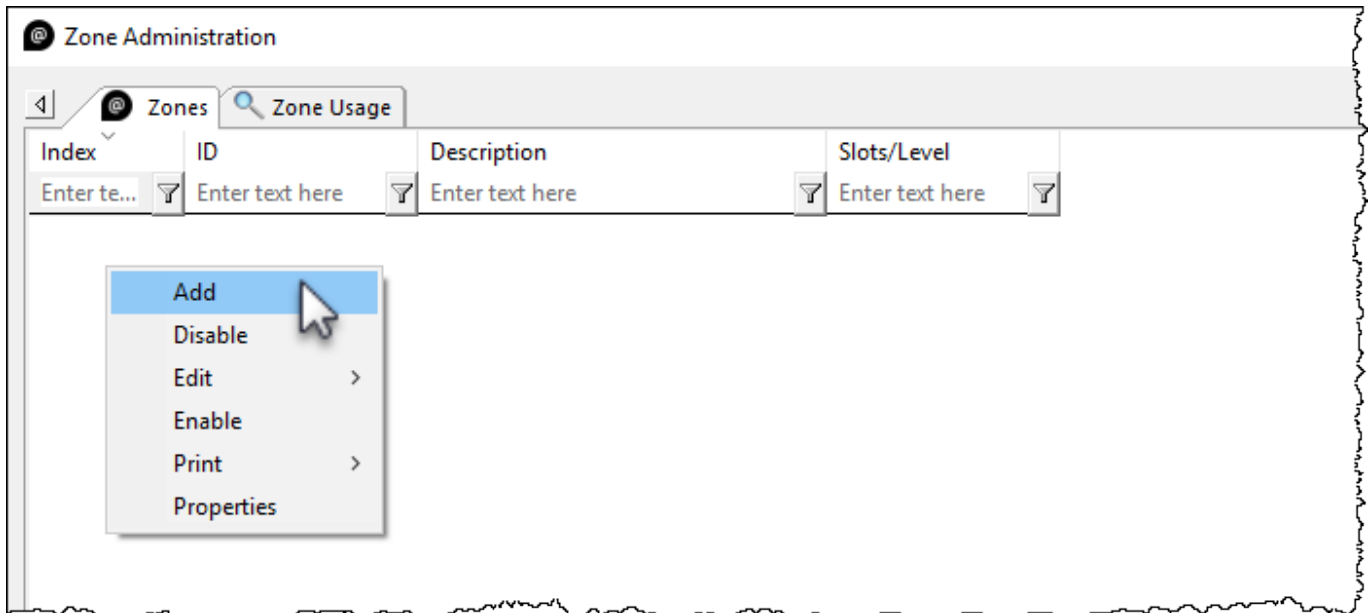 Zone Administration
Zones Zone Usage
Index ID Description Slots/Level
Enter te... Enter text here Enter text here Enter text here
Add
Disable
Edit >
Enable
Print >
Properties